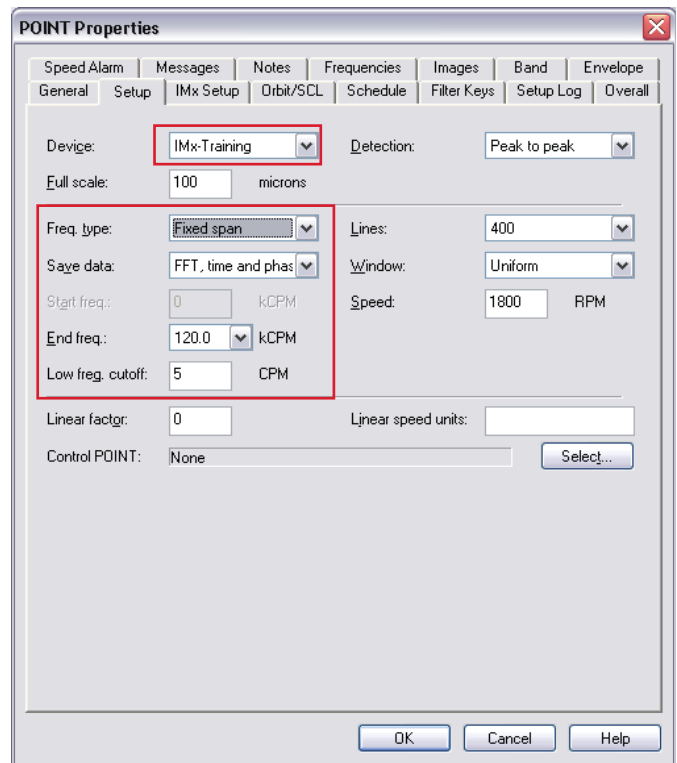 POINT Properties
Speed Alarm Messages Notes Frequencies Images Band Envelope
General Setup IMx Setup Orbit/SCL Schedule Filter Keys Setup Log Overall
Device: IMx-Training Detection: Peak to peak
Full scale: 100 microns
Freq. type: Fixed span Lines: 400
Save data: FFT, time and phas Window: Uniform
Start freq.: 0 kCPM Speed: 1800 RPM
End freq.: 120.0 kCPM
Low freq. cutoff: 5 CPM
Linear factor: 0 Linear speed units:
Control POINT: None Select...
OK Cancel Help